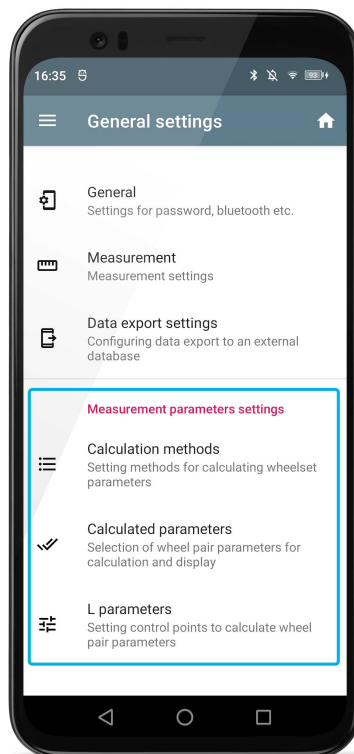 16:35
93
General settings
General
Settings for password, bluetooth etc.
Measurement
Measurement settings
Data export settings
Configuring data export to an external
database
Measurement parameters settings
Calculation methods
Setting methods for calculating wheelset
parameters
Calculated parameters
Selection of wheel pair parameters for
calculation and display
L parameters
Setting control points to calculate wheel
pair parameters